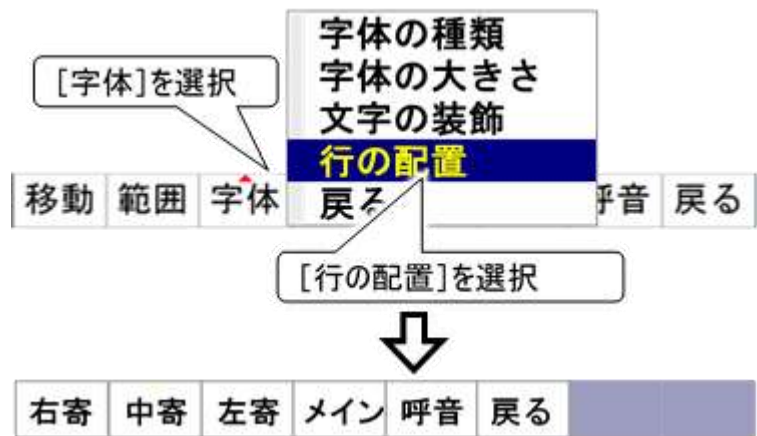 字体の種類
字体の大きさ
文字の装飾
行の配置
戻る
[字体]を選択
移動 範囲 字体 呼音 戻る
[行の配置]を選択
右寄 中寄 左寄 メイン 呼音 戻る